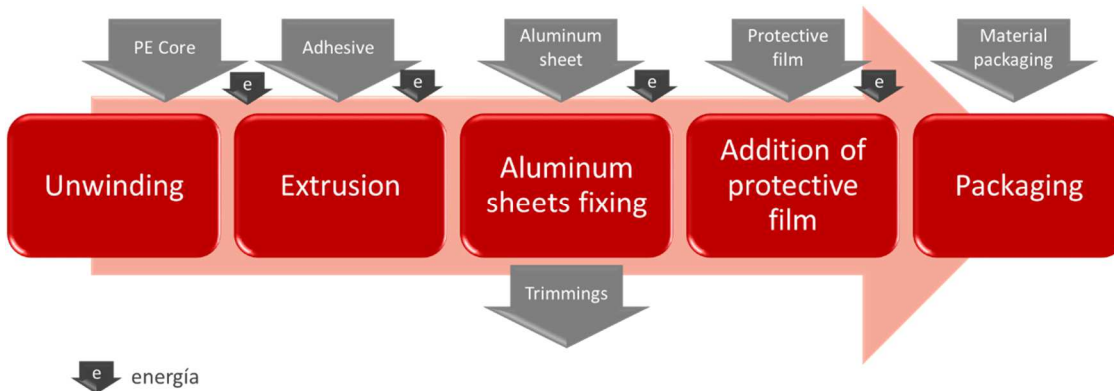 PE Core
Adhesive
Aluminum
sheet
Protective
film
Material
packaging
e
e
e
e
Unwinding
Extrusion
Aluminum
sheets fixing
Addition of
protective
film
Packaging
Trimmings
e energía